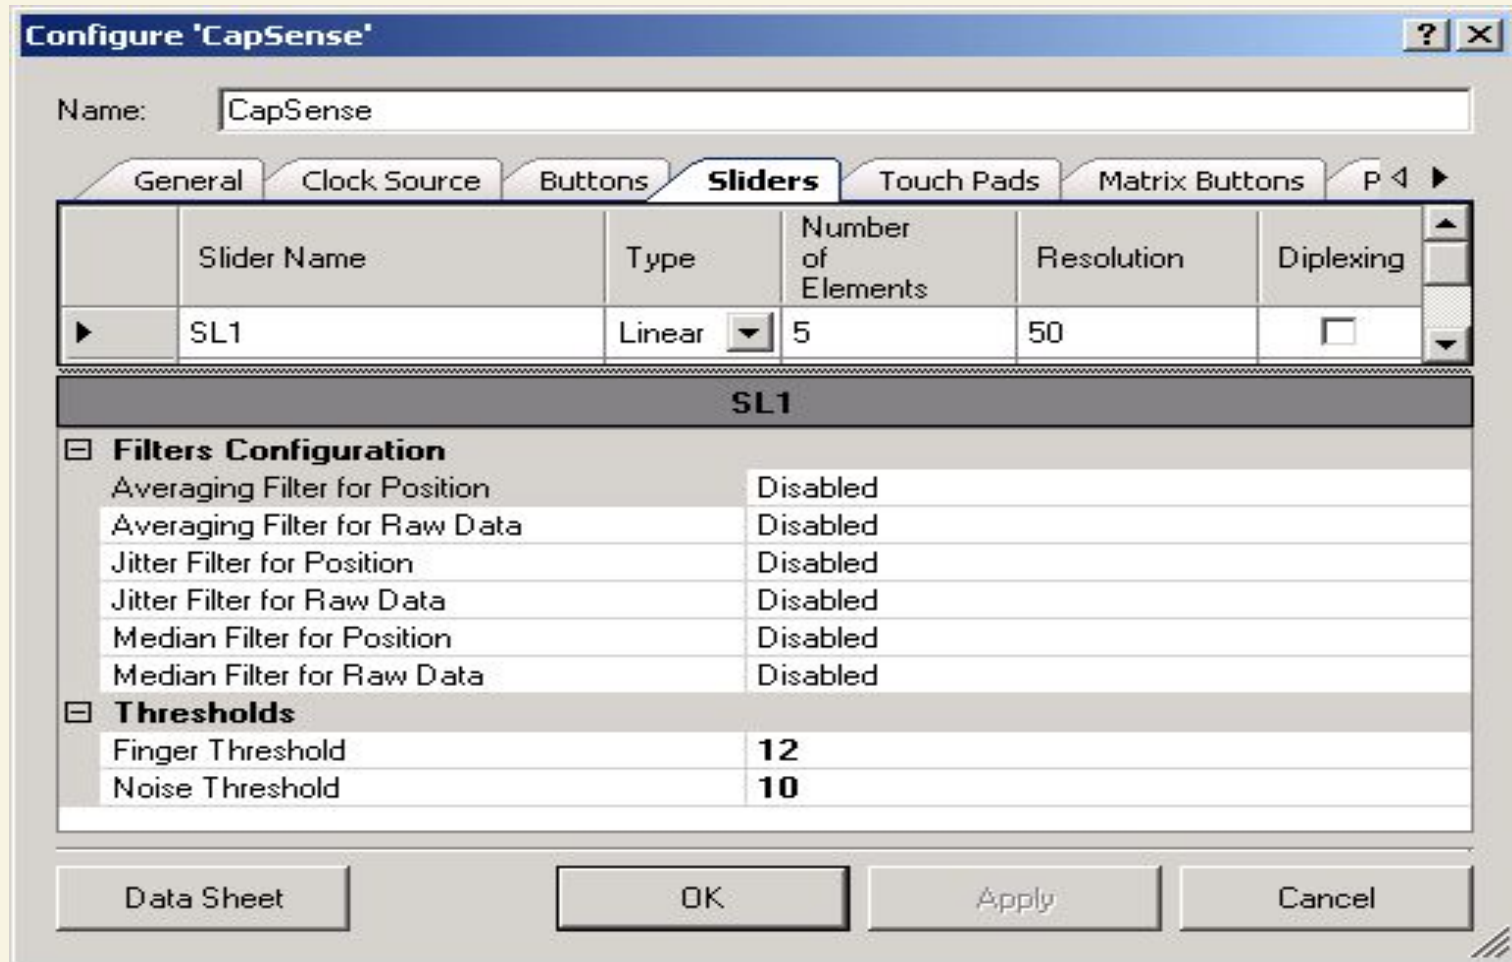 Configure 'CapSense'
Name: CapSense
General Clock Source Buttons Sliders Touch Pads Matrix Buttons P
Slider Name Type Number of Elements Resolution Diplexing
SL1 Linear 5 50
SL1
Filters Configuration
Averaging Filter for Position Disabled
Averaging Filter for Raw Data Disabled
Jitter Filter for Position Disabled
Jitter Filter for Raw Data Disabled
Median Filter for Position Disabled
Median Filter for Raw Data Disabled
Thresholds
Finger Threshold 12
Noise Threshold 10
Data Sheet OK Apply Cancel